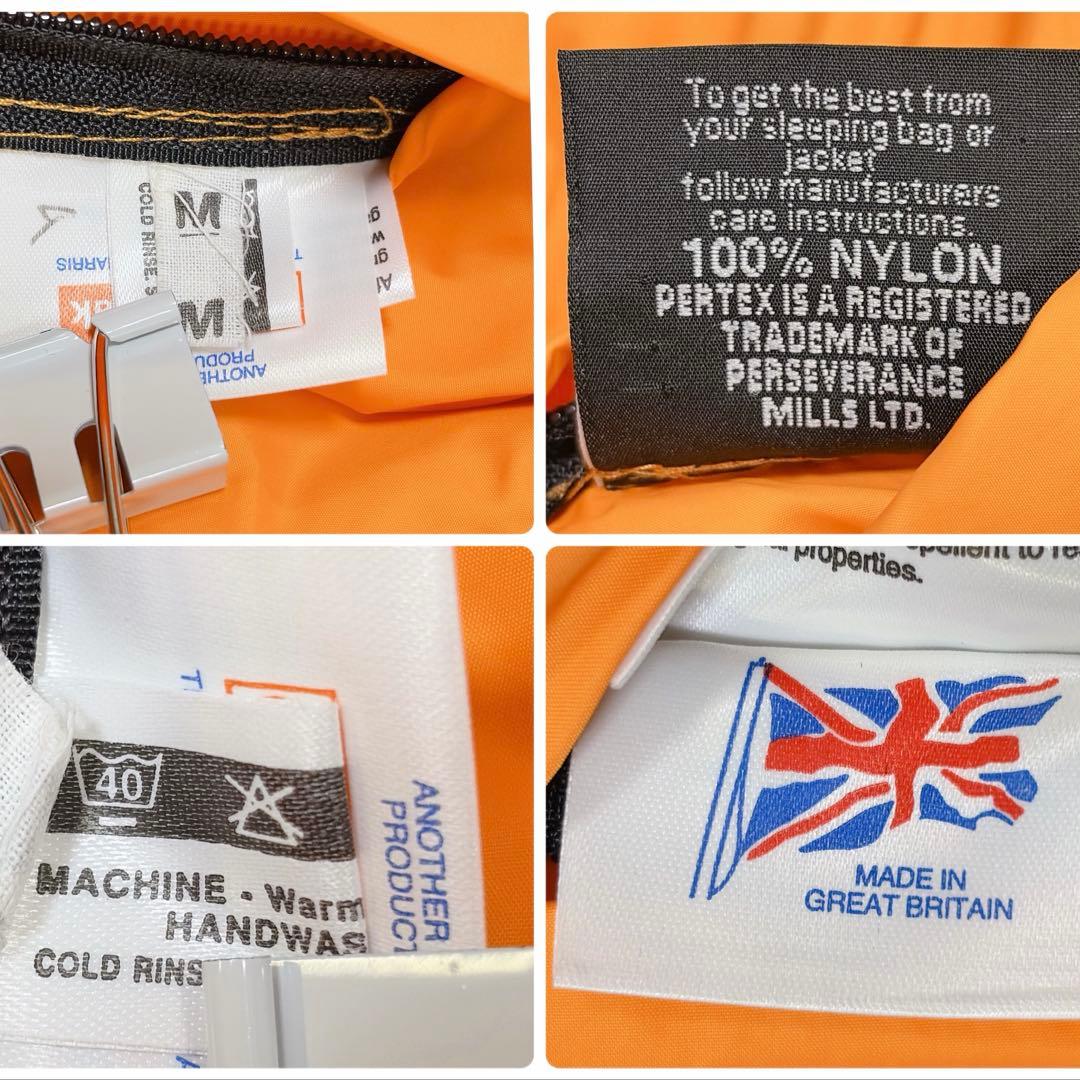 M
M
COLD RINSE. S
ARRIS
ANOTHER
PRODU
To get the best from
your sleeping bag or
jacket
follow manufacturers
care instructions.
100% NYLON
PERTEX IS A REGISTERED
TRADEMARK OF
PERSEVERANCE
MILLS LTD.
40
MACHINE - Warm
HANDWAS
COLD RINS
ANOTHER
PRODUCT
properties.
MADE IN
GREAT BRITAIN